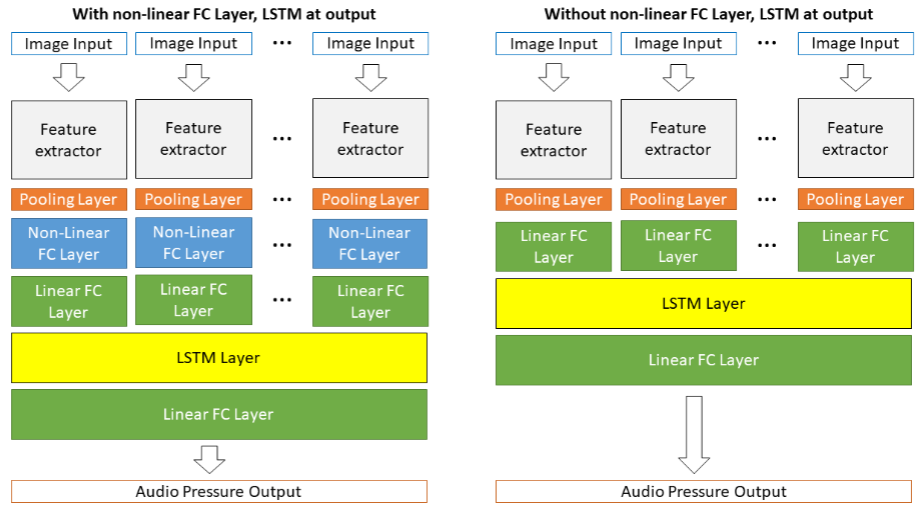 With non-linear FC Layer, LSTM at output
Image Input Image Input ... Image Input
Feature extractor
Feature extractor
...
Feature extractor
Pooling Layer Pooling Layer ... Pooling Layer
Non-Linear FC Layer
Non-Linear FC Layer
...
Non-Linear FC Layer
Linear FC Layer
Linear FC Layer
...
Linear FC Layer
LSTM Layer
Linear FC Layer
Audio Pressure Output
Without non-linear FC Layer, LSTM at output
Image Input Image Input ... Image Input
Feature extractor
Feature extractor
...
Feature extractor
Pooling Layer Pooling Layer ... Pooling Layer
Linear FC Layer
Linear FC Layer
...
Linear FC Layer
LSTM Layer
Linear FC Layer
Audio Pressure Output